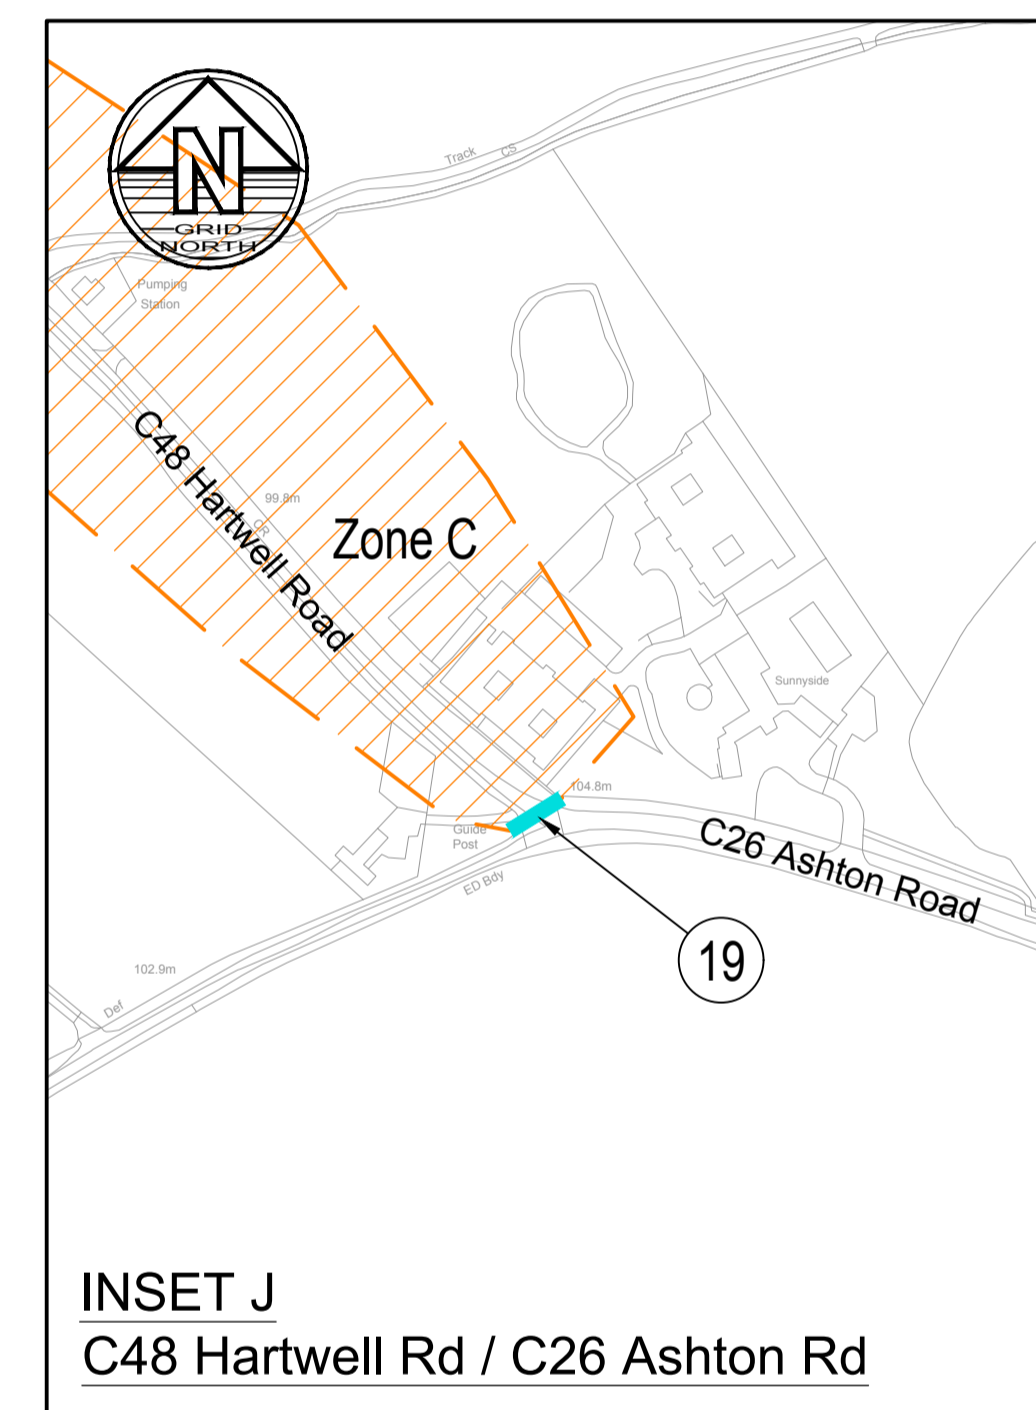 Track CS
N
GRID
NORTH
Pumping
Station
C48 Hartwell Road
99.8m
CR
Zone C
Sunnyside
104.8m
Guide
Post
C26 Ashton Road
ED Bdy
19
102.9m
Def
INSET J
C48 Hartwell Rd / C26 Ashton Rd